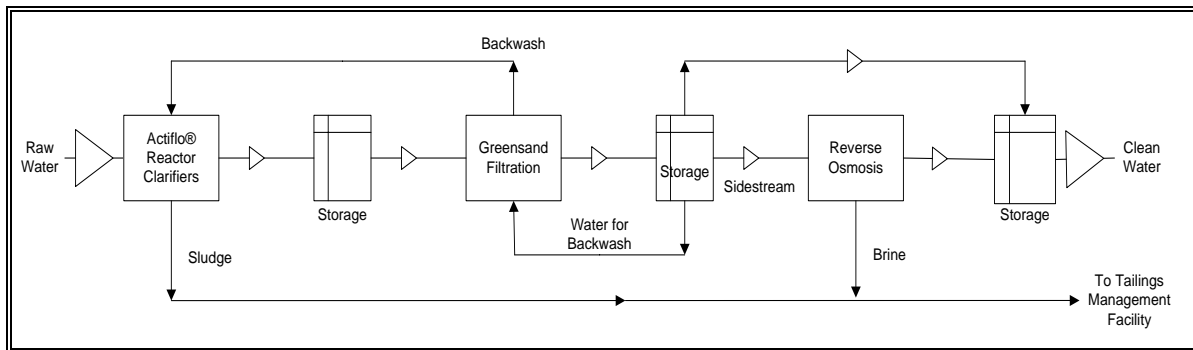 Backwash
Raw
Water
Actiflo®
Reactor
Clarifiers
Storage
Greensand
Filtration
Storage
Sidestream
Reverse
Osmosis
Storage
Clean
Water
Water for
Backwash
Sludge
Brine
To Tailings
Management
Facility